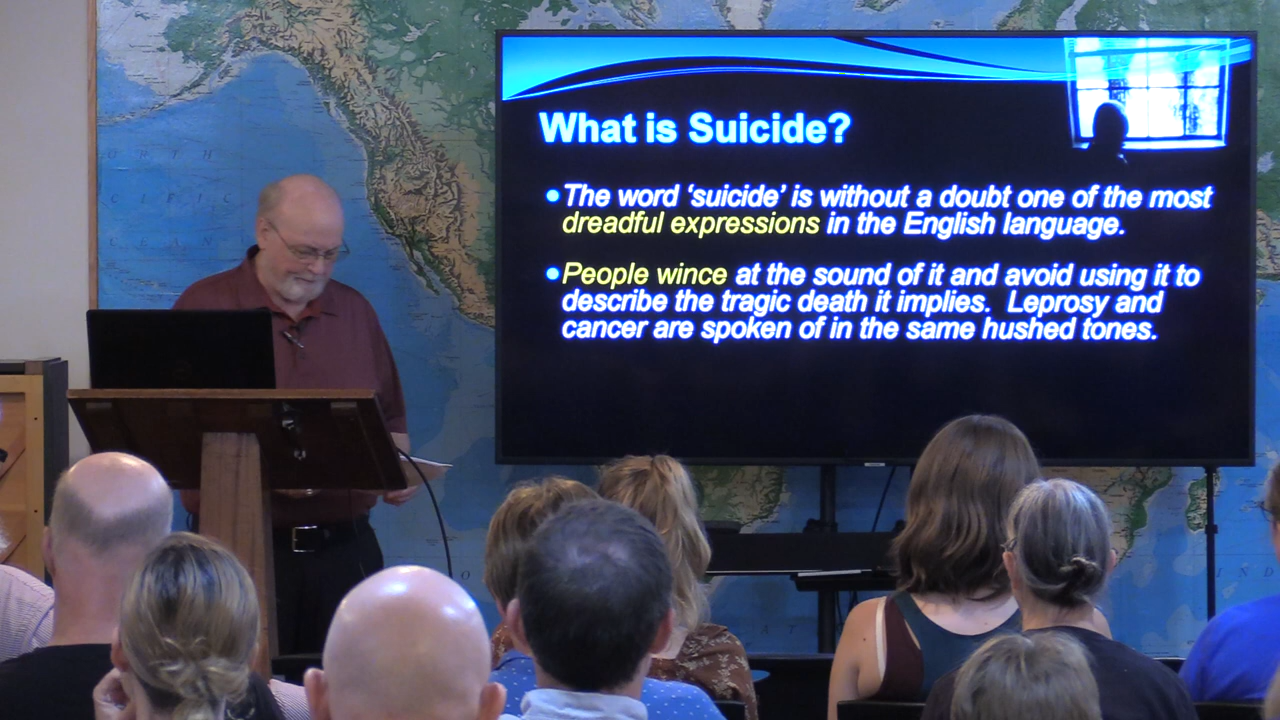 What is Suicide?
•The word ‘suicide’ is without a doubt one of the most
dreadful expressions in the English language.
•People wince at the sound of it and avoid using it to
describe the tragic death it implies.  Leprosy and
cancer are spoken of in the same hushed tones.